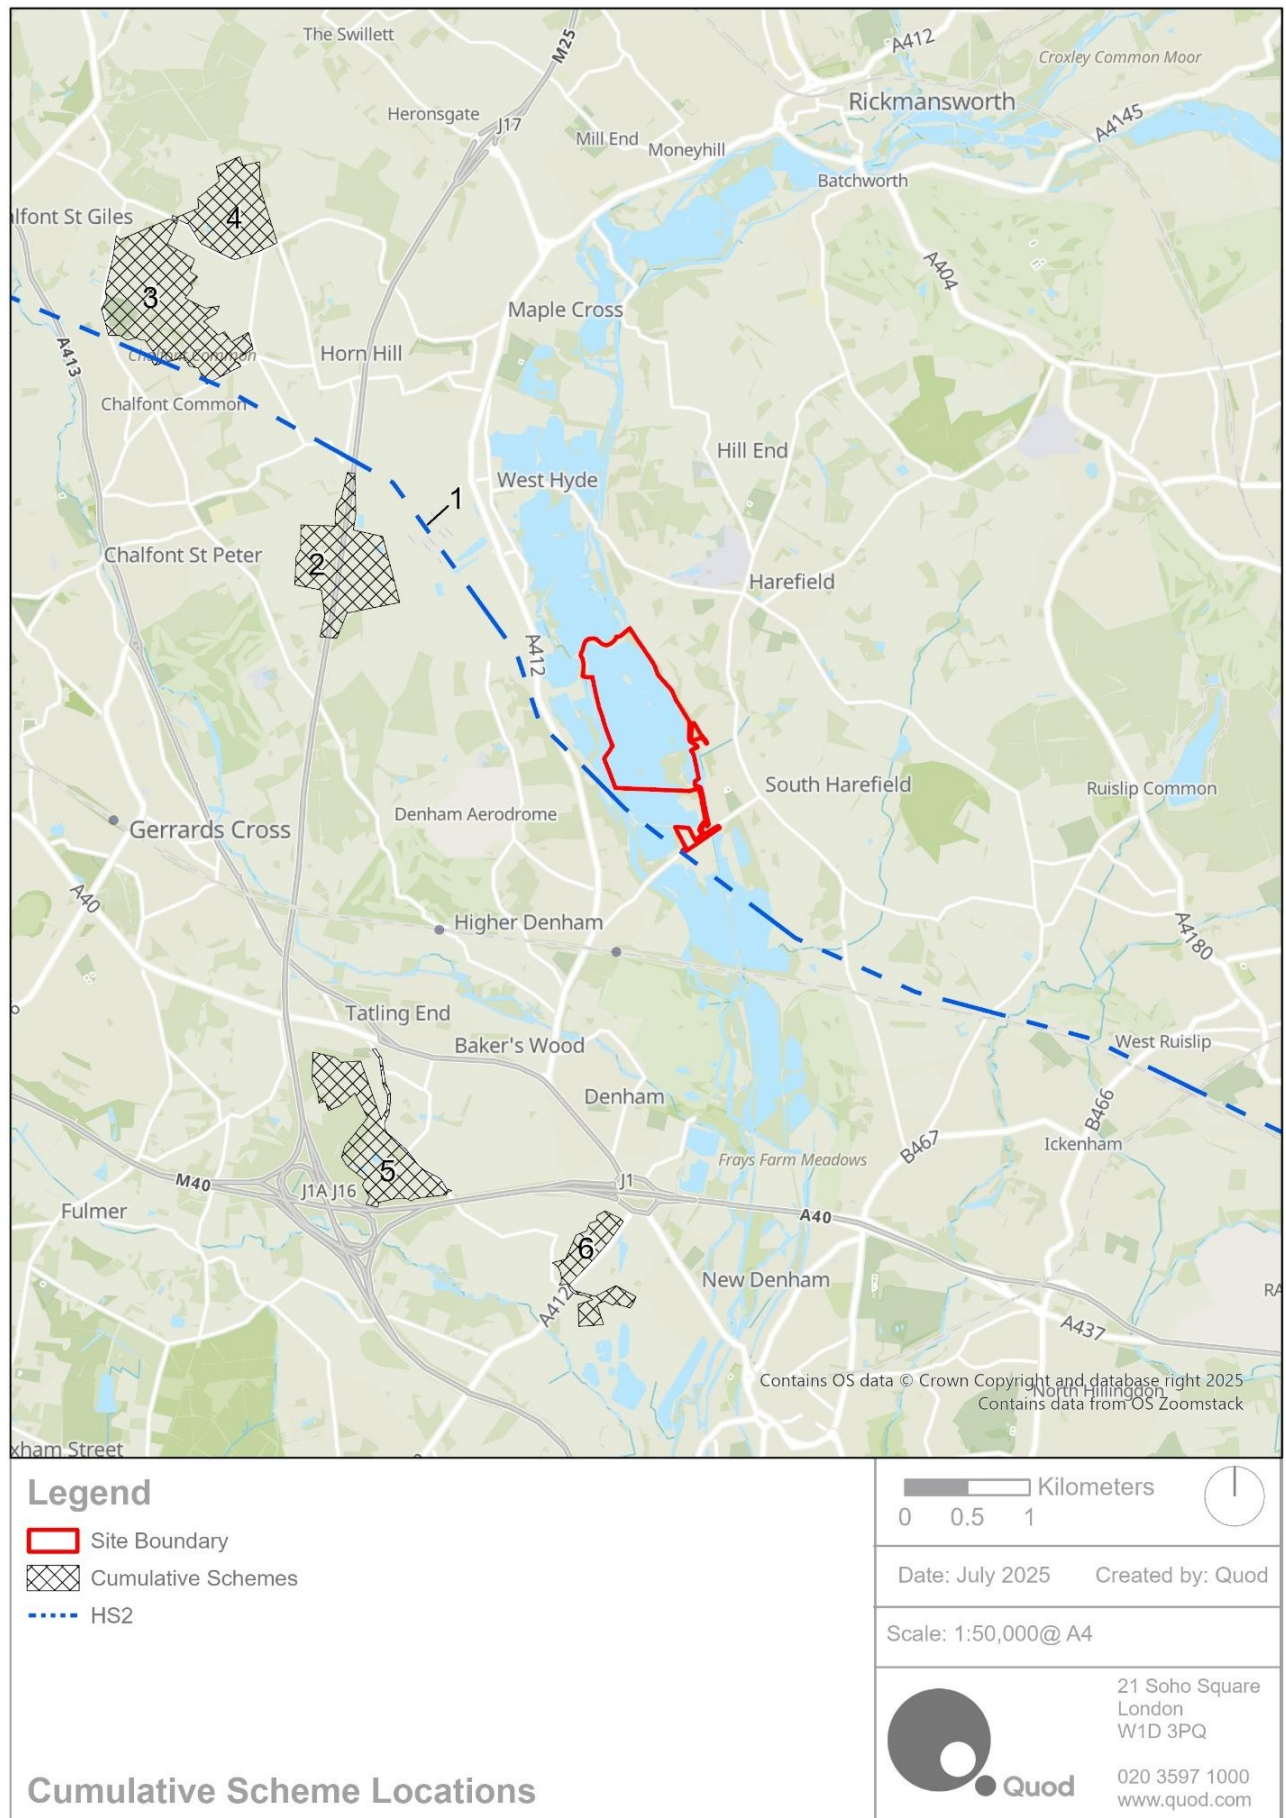 The Swillett
M25
A412
Croxley Common Moor
Rickmansworth
Heronsgate
J17
Mill End
Moneyhill
A4145
Batchworth
lfont St Giles
4
A404
3
Maple Cross
A413
Chalfont Common
Horn Hill
Chalfont Common
Hill End
West Hyde
1
Chalfont St Peter
2
Harefield
A412
South Harefield
Ruislip Common
Denham Aerodrome
Gerrards Cross
A40
Higher Denham
A4180
Tatling End
Baker's Wood
West Ruislip
Denham
B466
B467
Ickenham
Frays Farm Meadows
5
M40
J1A J16
J1
Fulmer
A40
6
New Denham
RA
A412
A437
Contains OS data © Crown Copyright and database right 2025
North Hillingdon
Contains data from OS Zoomstack
xham Street
Legend
Site Boundary
Cumulative Schemes
HS2
Cumulative Scheme Locations
Kilometers
0 0.5 1
Date: July 2025 Created by: Quod
Scale: 1:50,000@ A4
Quod
21 Soho Square
London
W1D 3PQ
020 3597 1000
www.quod.com